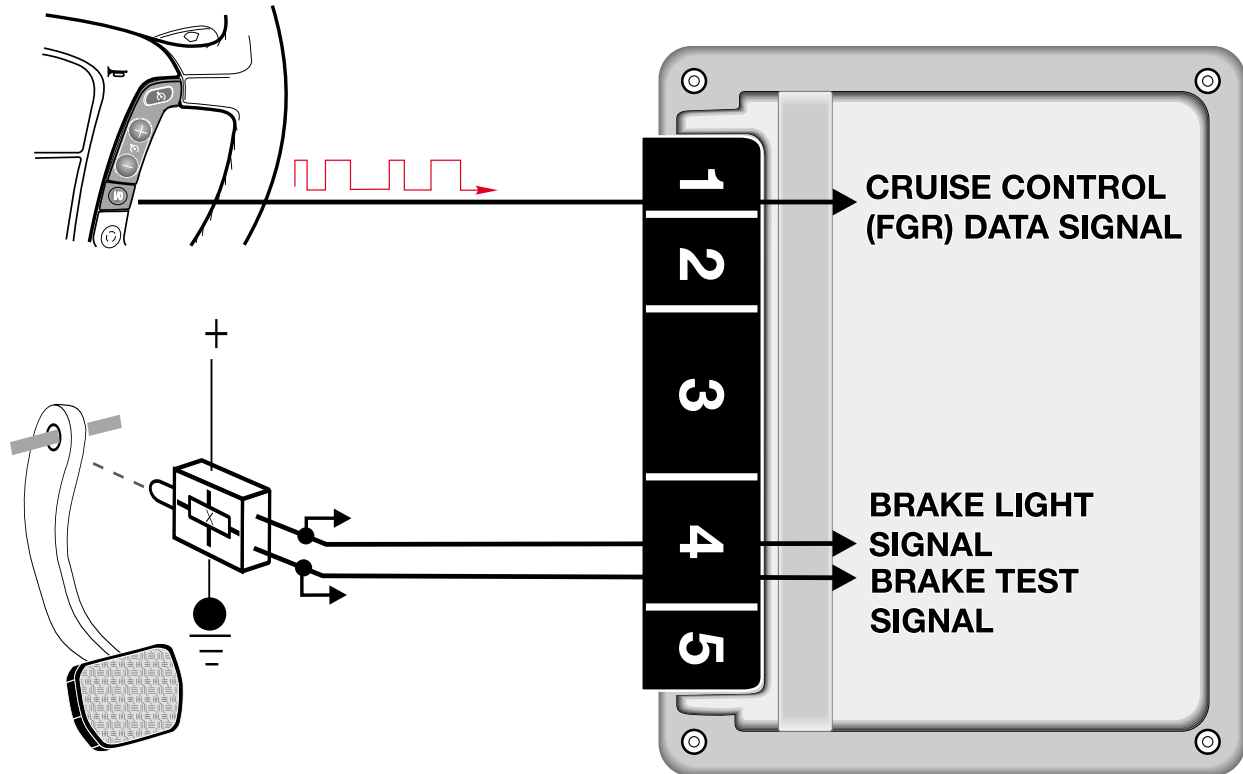 1
CRUISE CONTROL
(FGR) DATA SIGNAL
2
+
3
X
BRAKE LIGHT
SIGNAL
4
BRAKE TEST
SIGNAL
5